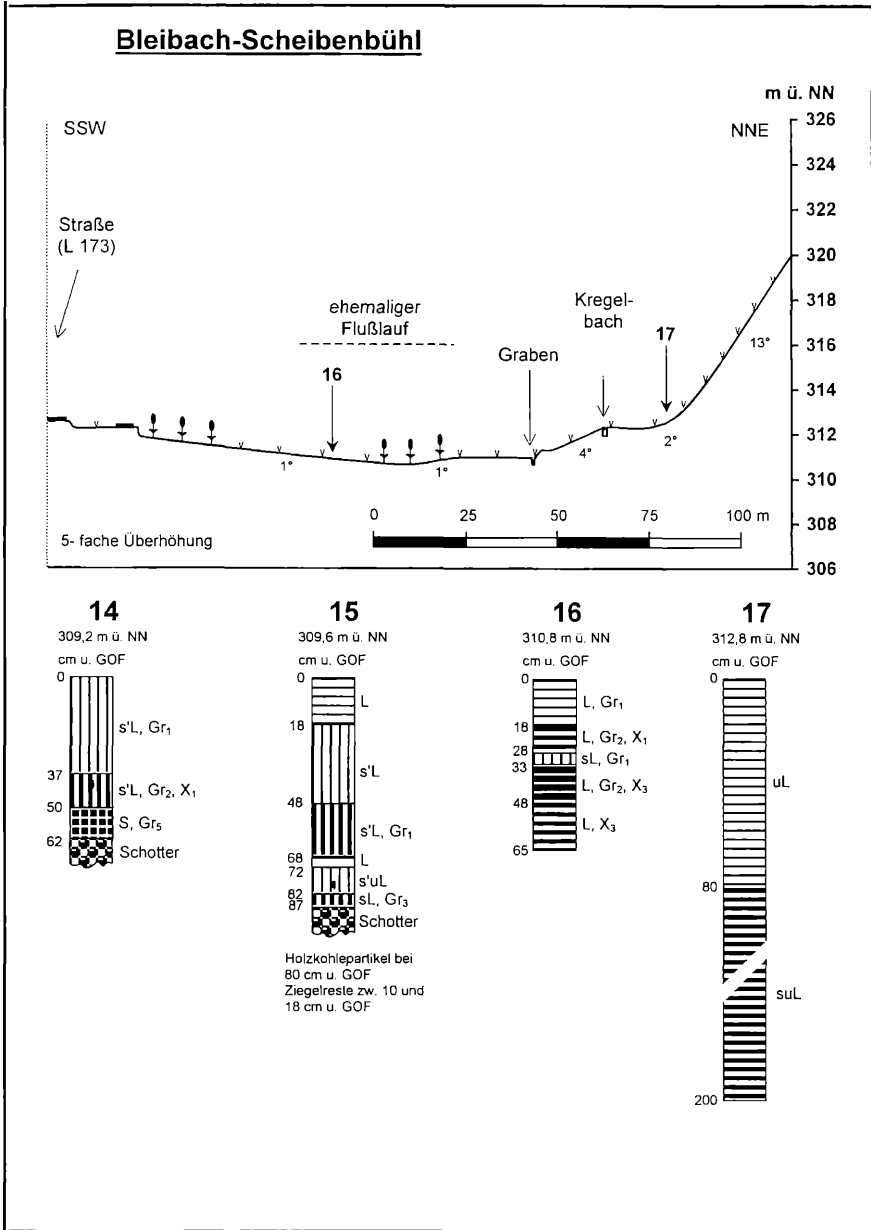 Bleibach-Scheibenbühl
m ü. NN
SSW
NNE
326
324
322
320
318
316
314
312
310
308
306
Straße
(L 173)
ehemaliger
Flußlauf
16
Graben
Kregel-
bach
17
13°
1°
1°
4°
2°
0 25 50 75 100 m
5- fache Überhöhung
14
309,2 m ü. NN
cm u. GOF
0
s'L, Gr₁
37
s'L, Gr₂, X₁
50
S, Gr₅
62
Schotter
15
309,6 m ü. NN
cm u. GOF
0
L
18
s'L
48
s'L, Gr₁
68
L
72
s'uL
82
sL, Gr₃
87
Schotter
Holzkohlepartikel bei
80 cm u. GOF
Ziegelreste zw. 10 und
18 cm u. GOF
16
310,8 m ü. NN
cm u. GOF
0
L, Gr₁
18
L, Gr₂, X₁
28
sL, Gr₁
33
L, Gr₂, X₃
48
L, X₃
65
17
312,8 m ü. NN
cm u. GOF
0
uL
80
suL
200